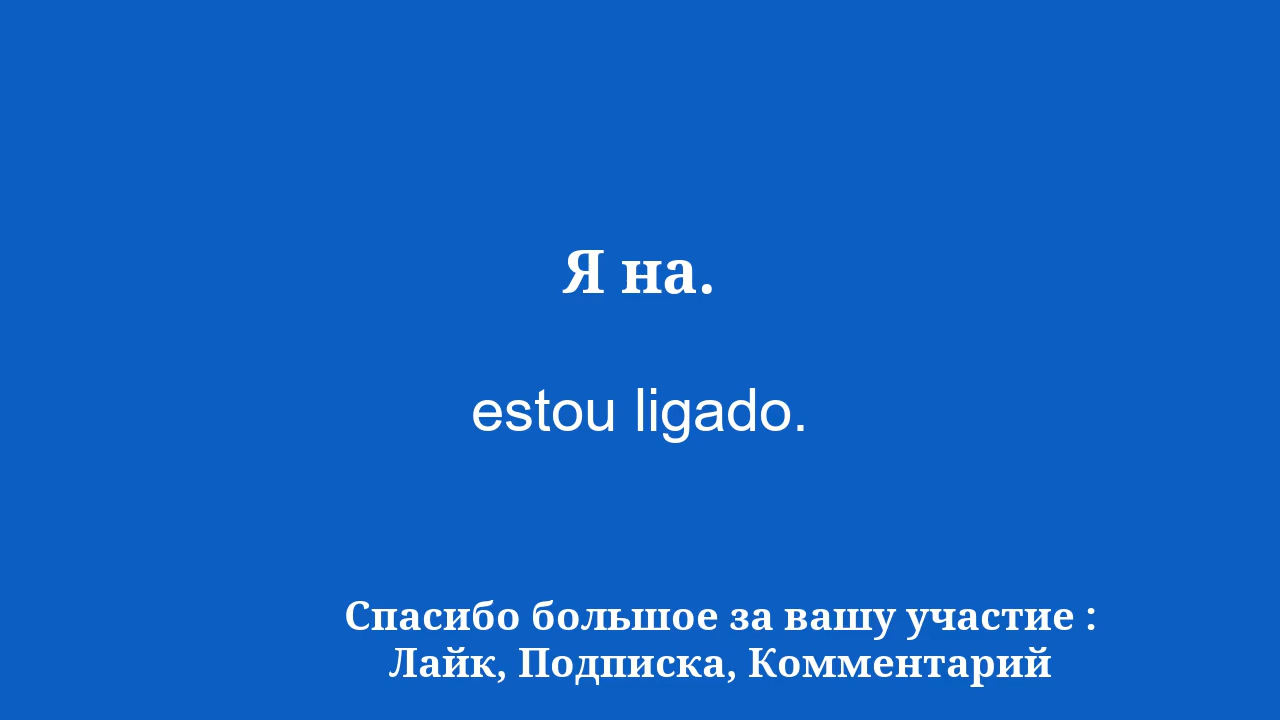 Я на.
estou ligado.
Спасибо большое за вашу участие :
Лайк, Подписка, Комментарий